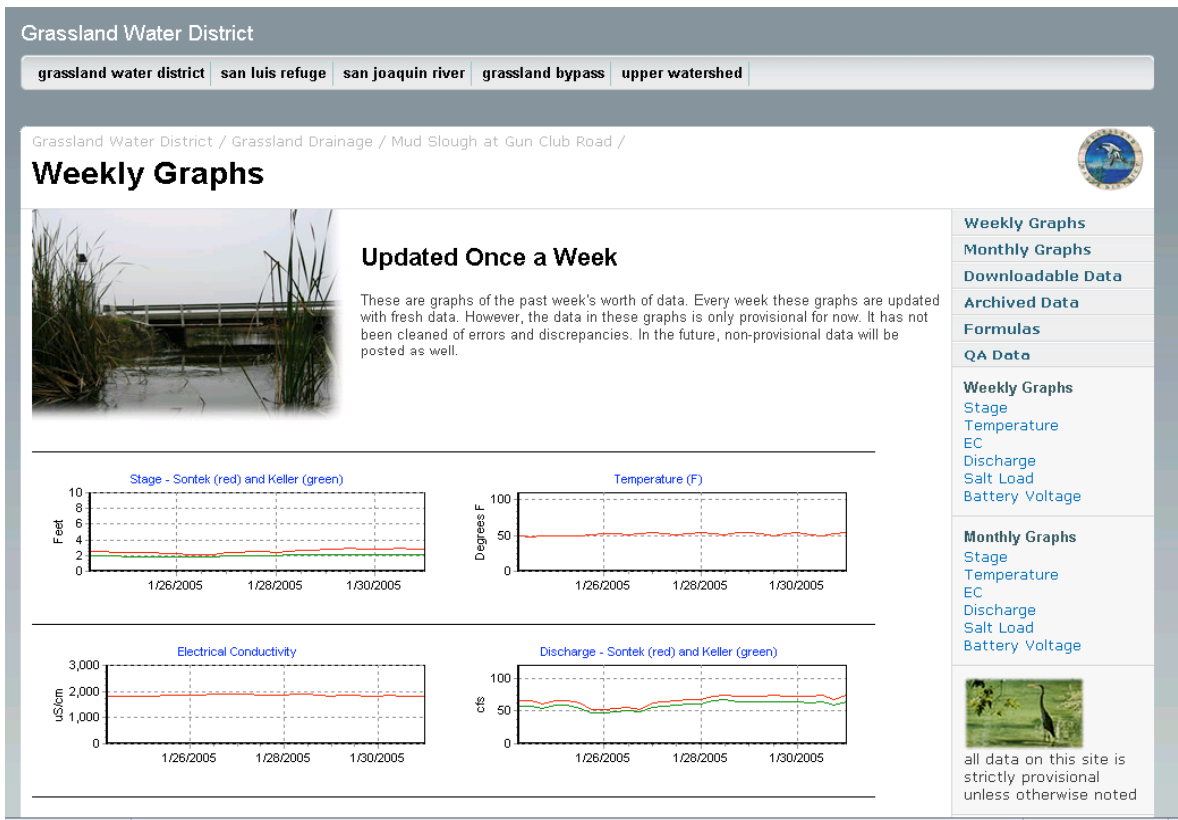 Grassland Water District
grassland water district san luis refuge san joaquin river grassland bypass upper watershed
Grassland Water District / Grassland Drainage / Mud Slough at Gun Club Road /
Weekly Graphs
Updated Once a Week
These are graphs of the past week's worth of data. Every week these graphs are updated
with fresh data. However, the data in these graphs is only provisional for now. It has not
been cleaned of errors and discrepancies. In the future, non-provisional data will be
posted as well.
Stage - Sontek (red) and Keller (green)
Feet
10
8
6
4
2
0
1/26/2005 1/28/2005 1/30/2005
Temperature (F)
Degrees F
100
50
0
1/26/2005 1/28/2005 1/30/2005
Electrical Conductivity
uS/cm
3,000
2,000
1,000
0
1/26/2005 1/28/2005 1/30/2005
Discharge - Sontek (red) and Keller (green)
cfs
100
50
0
1/26/2005 1/28/2005 1/30/2005
Weekly Graphs
Monthly Graphs
Downloadable Data
Archived Data
Formulas
QA Data
Weekly Graphs
Stage
Temperature
EC
Discharge
Salt Load
Battery Voltage
Monthly Graphs
Stage
Temperature
EC
Discharge
Salt Load
Battery Voltage
all data on this site is
strictly provisional
unless otherwise noted